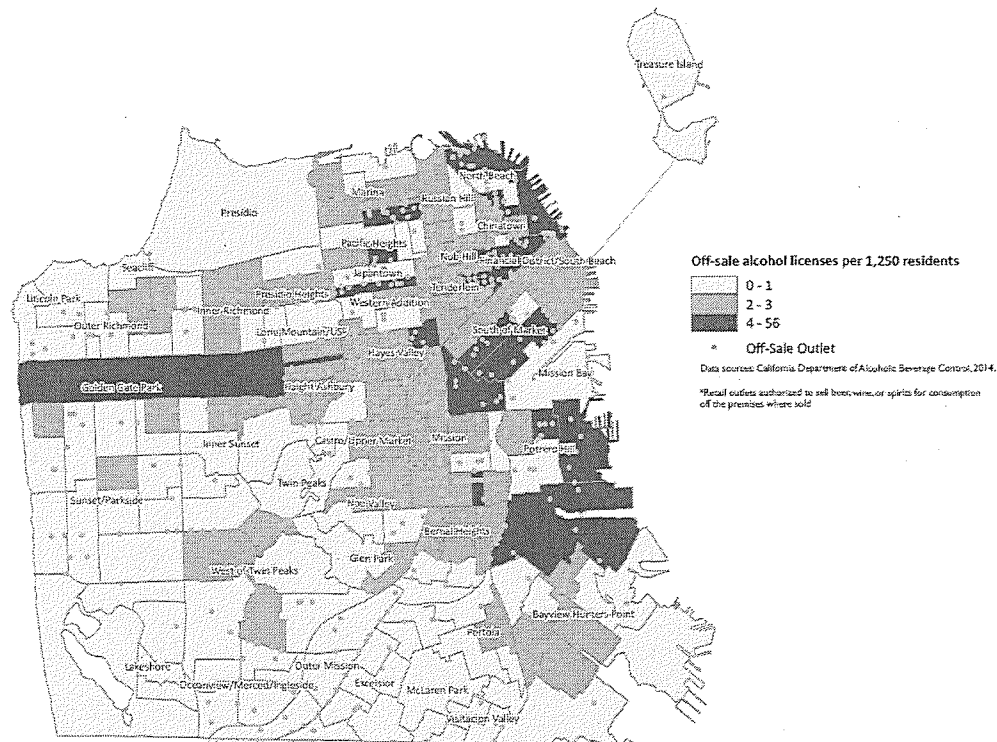 Treasure Island
North Beach
Marina
Russian Hill
Presidio
Chinatown
Pacific Heights
Nob Hill
Financial District/South Beach
Seacliff
Japantown
Tenderloin
Lincoln Park
Presidio Heights
Western Addition
Inner Richmond
Outer Richmond
Lone Mountain/USF
South of Market
Hayes Valley
Mission Bay
Golden Gate Park
Haight Ashbury
Inner Sunset
Castro/Upper Market
Mission
Potrero Hill
Twin Peaks
Sunset/Parkside
Noe Valley
Bernal Heights
Glen Park
West of Twin Peaks
Bayview Hunters Point
Portola
Lakeshore
Outer Mission
Oceanview/Merced/Ingleside
Excelsior
McLaren Park
Visitacion Valley
Off-sale alcohol licenses per 1,250 residents
0 - 1
2 - 3
4 - 56
Off-Sale Outlet
Data sources: California Department of Alcoholic Beverage Control, 2014.
*Retail outlets authorized to sell beer, wine, or spirits for consumption
off the premises where sold